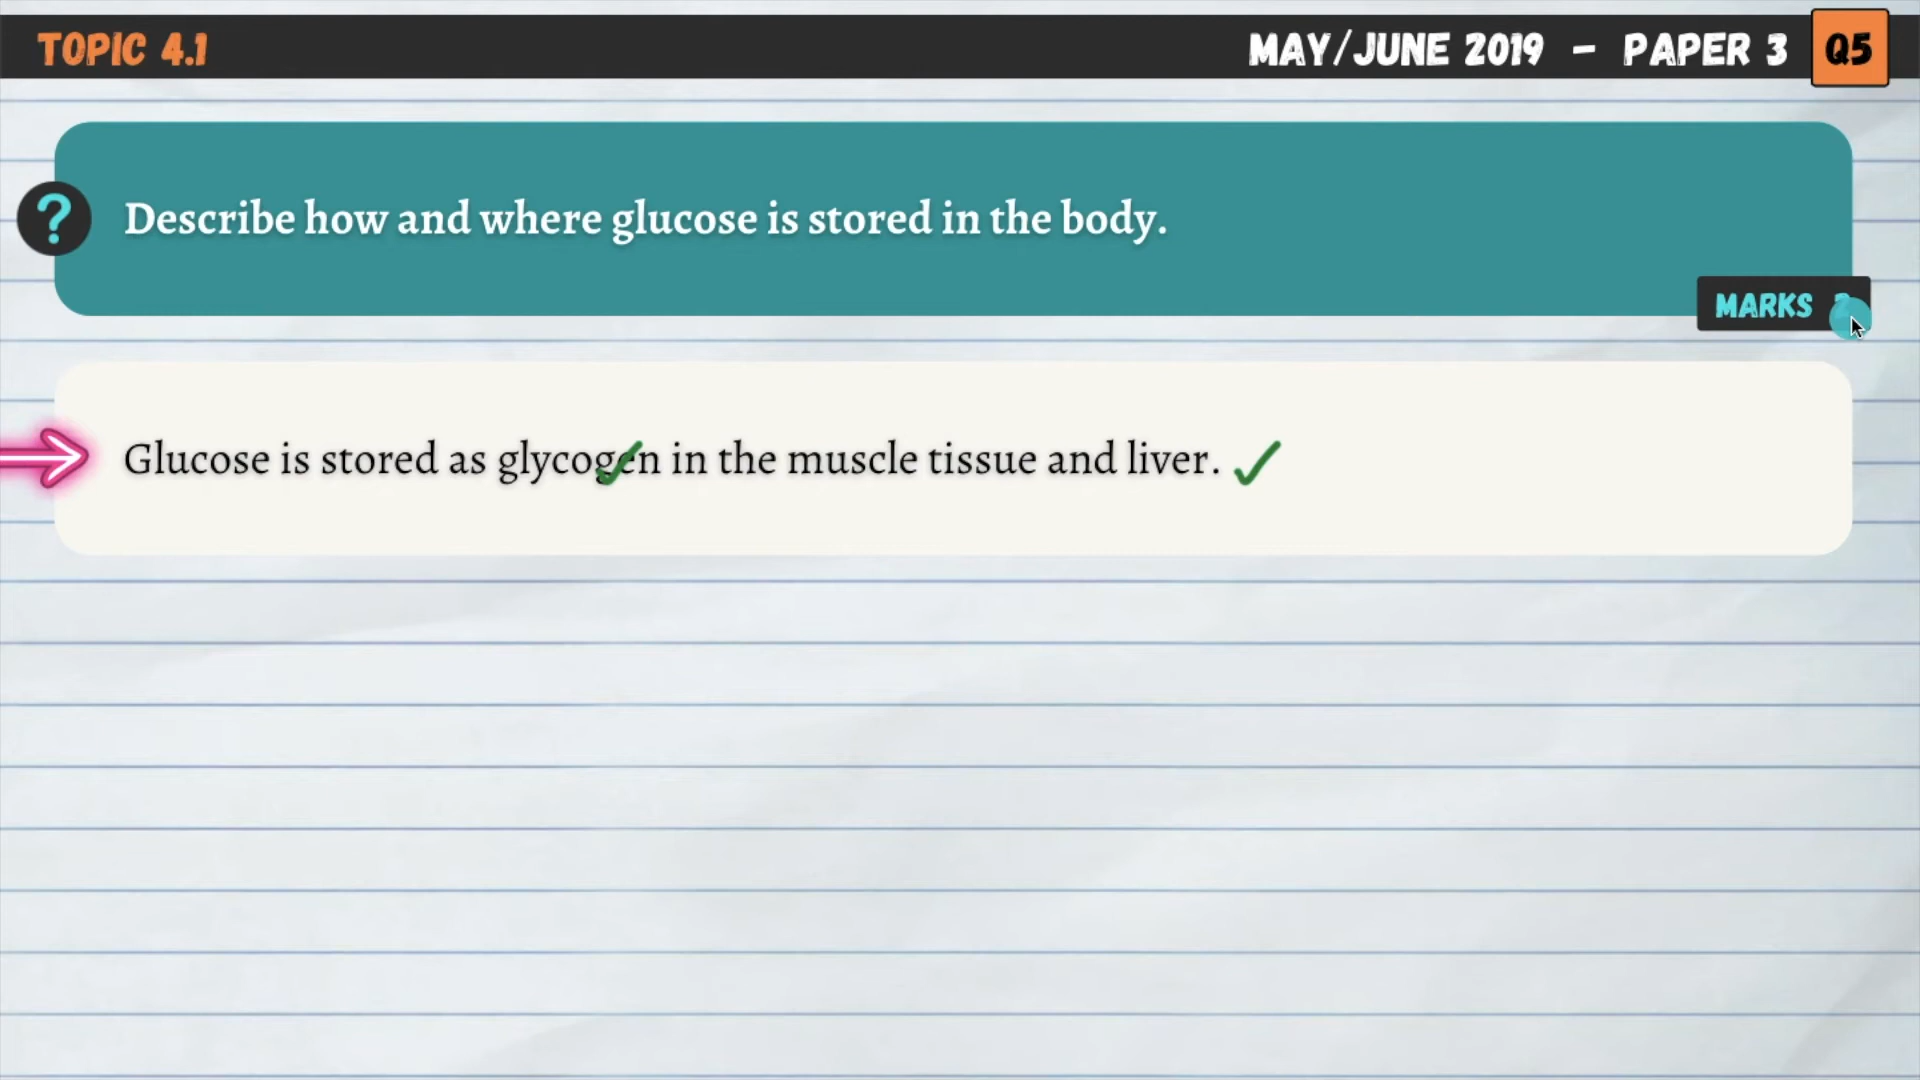 TOPIC 4.1
MAY/JUNE 2019 - PAPER 3 Q5
?
Describe how and where glucose is stored in the body.
MARKS 2
Glucose is stored as glycogen in the muscle tissue and liver.